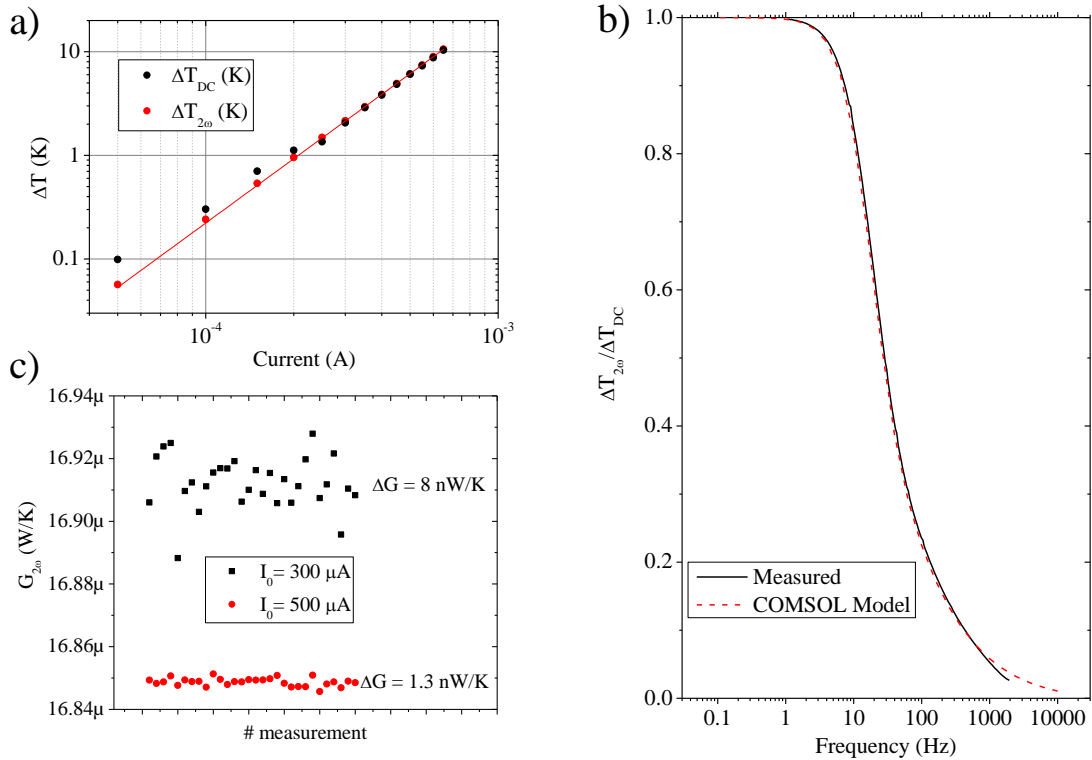 a)
10
1
0.1
ΔT (K)
ΔT_DC (K)
ΔT_2ω (K)
10^-4
10^-3
Current (A)
b)
1.0
0.8
0.6
0.4
0.2
0.0
ΔT_2ω/ΔT_DC
Measured
COMSOL Model
0.1 1 10 100 1000 10000
Frequency (Hz)
c)
16.94μ
16.92μ
16.90μ
16.88μ
16.86μ
16.84μ
G_2ω (W/K)
ΔG = 8 nW/K
I_0= 300 μA
I_0= 500 μA
ΔG = 1.3 nW/K
# measurement